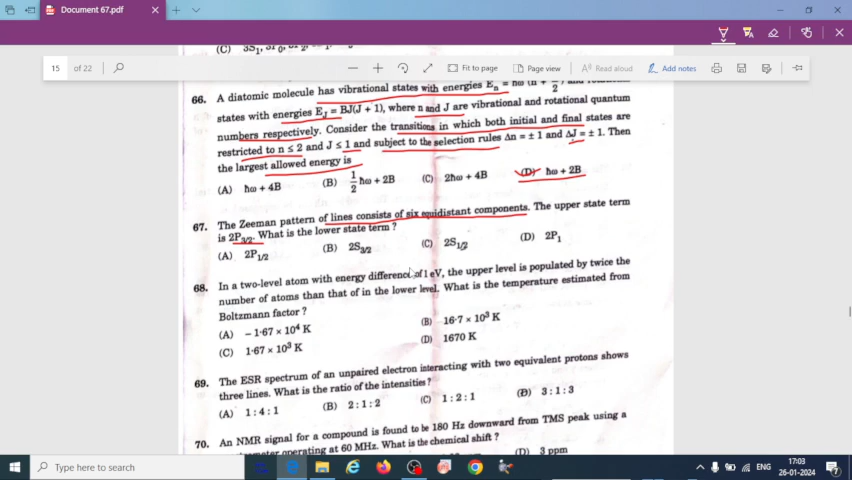 Document 67.pdf
15 of 22
Fit to page
Page view
Read aloud
Add notes
(C) 3S₁,
66. A diatomic molecule has vibrational states with energies Eₙ = ħω (n + 1/2) and
states with energies E_J = BJ(J + 1), where n and J are vibrational and rotational quantum
numbers respectively. Consider the transitions in which both initial and final states are
restricted to n ≤ 2 and J ≤ 1 and subject to the selection rules Δn = ± 1 and ΔJ = ± 1. Then
the largest allowed energy is
(A) ħω + 4B (B) 1/2 ħω + 2B (C) 2ħω + 4B (D) ħω + 2B
67. The Zeeman pattern of lines consists of six equidistant components. The upper state term
is 2P₃/₂. What is the lower state term ?
(A) 2P₁/₂ (B) 2S₃/₂ (C) 2S₁/₂ (D) 2P₁
68. In a two-level atom with energy difference of 1 eV, the upper level is populated by twice the
number of atoms than that of in the lower level. What is the temperature estimated from
Boltzmann factor ?
(A) – 1·67 × 10⁴ K (B) 16·7 × 10³ K
(C) 1·67 × 10³ K (D) 1670 K
69. The ESR spectrum of an unpaired electron interacting with two equivalent protons shows
three lines. What is the ratio of the intensities ?
(A) 1 : 4 : 1 (B) 2 : 1 : 2 (C) 1 : 2 : 1 (D) 3 : 1 : 3
70. An NMR signal for a compound is found to be 180 Hz downward from TMS peak using a
operating at 60 MHz. What is the chemical shift ?
(D) 3 ppm
Type here to search
ENG
17:03
26-01-2024